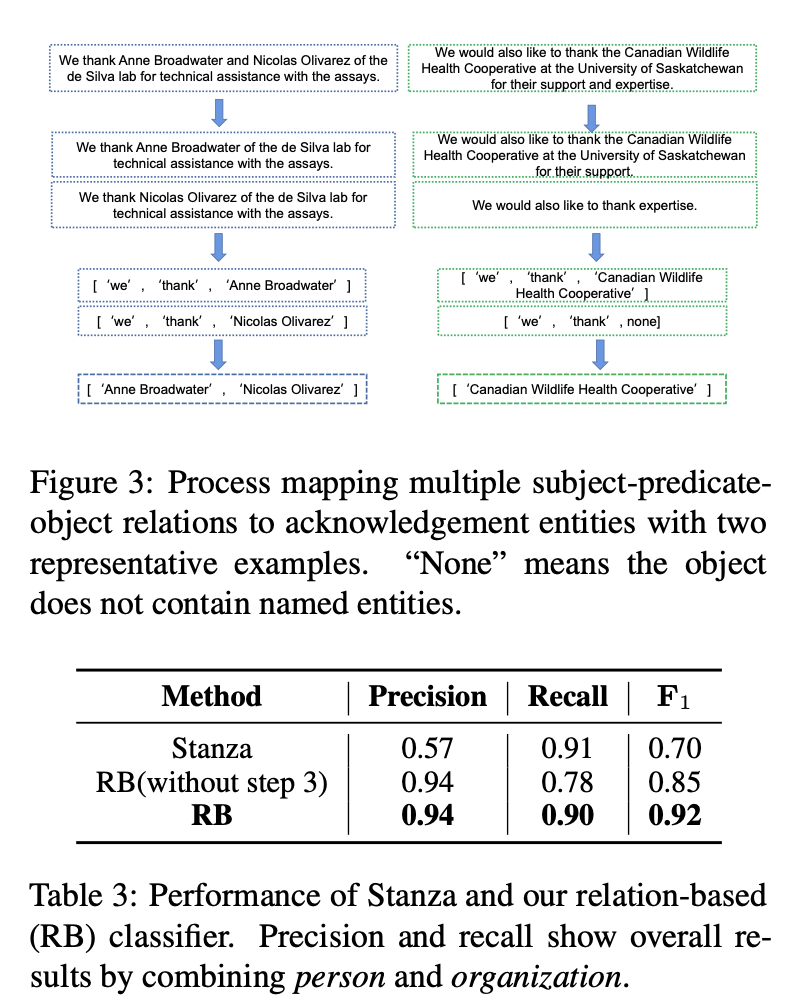 We thank Anne Broadwater and Nicolas Olivarez of the
de Silva lab for technical assistance with the assays.
We thank Anne Broadwater of the de Silva lab for
technical assistance with the assays.
We thank Nicolas Olivarez of the de Silva lab for
technical assistance with the assays.
[ ‘we’ , ‘thank’ , ‘Anne Broadwater’ ]
[ ‘we’ , ‘thank’ , ‘Nicolas Olivarez’ ]
[ ‘Anne Broadwater’ , ‘Nicolas Olivarez’ ]
We would also like to thank the Canadian Wildlife
Health Cooperative at the University of Saskatchewan
for their support and expertise.
We would also like to thank the Canadian Wildlife
Health Cooperative at the University of Saskatchewan
for their support.
We would also like to thank expertise.
[ ‘we’ , ‘thank’ , ‘Canadian Wildlife
Health Cooperative’ ]
[ ‘we’ , ‘thank’ , none]
[ ‘Canadian Wildlife Health Cooperative’ ]
Figure 3: Process mapping multiple subject-predicate-
object relations to acknowledgement entities with two
representative examples. “None” means the object
does not contain named entities.
Method Precision Recall F₁
Stanza 0.57 0.91 0.70
RB(without step 3) 0.94 0.78 0.85
RB 0.94 0.90 0.92
Table 3: Performance of Stanza and our relation-based
(RB) classifier. Precision and recall show overall re-
sults by combining person and organization.